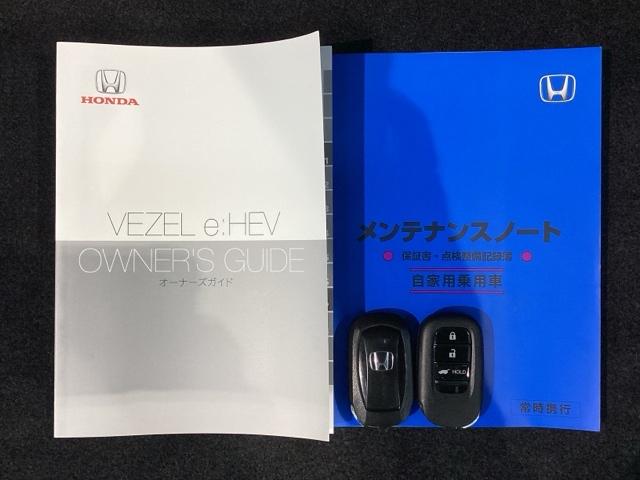 HONDA
VEZEL e:HEV
OWNER'S GUIDE
オーナーズガイド
メンテナンスノート
保証書・点検整備記録簿
自家用乗用車
HOLD
常時携行